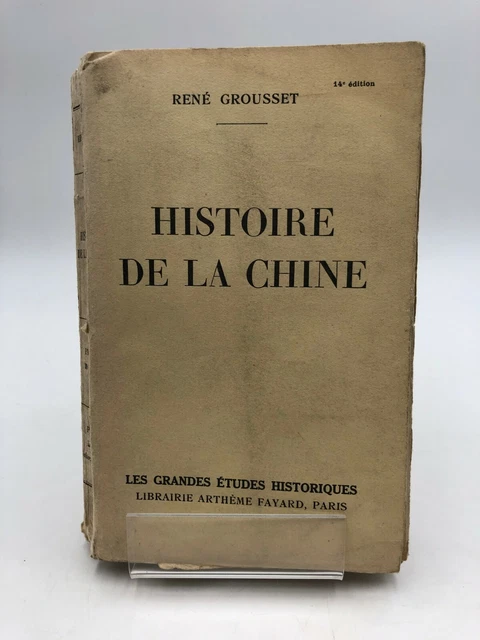 14e édition
RENÉ GROUSSET
HISTOIRE
DE LA CHINE
LES GRANDES ÉTUDES HISTORIQUES
LIBRAIRIE ARTHÈME FAYARD, PARIS